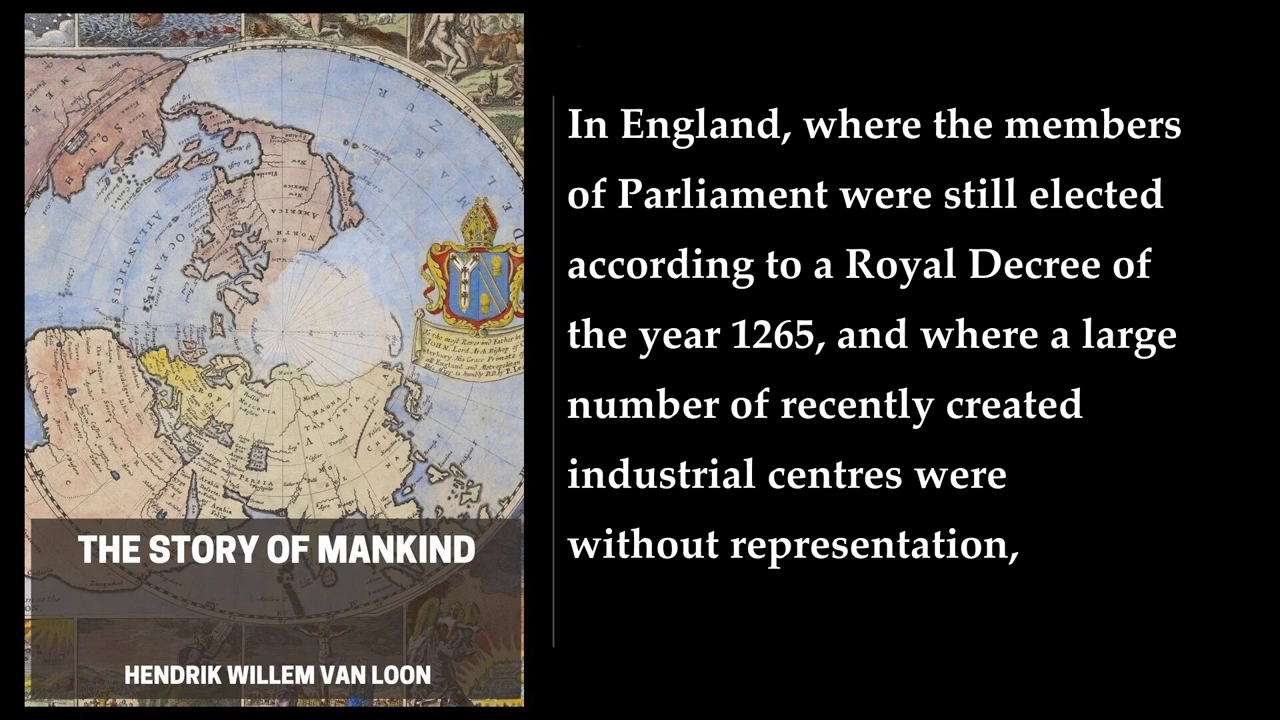 THE STORY OF MANKIND
HENDRIK WILLEM VAN LOON
In England, where the members
of Parliament were still elected
according to a Royal Decree of
the year 1265, and where a large
number of recently created
industrial centres were
without representation,